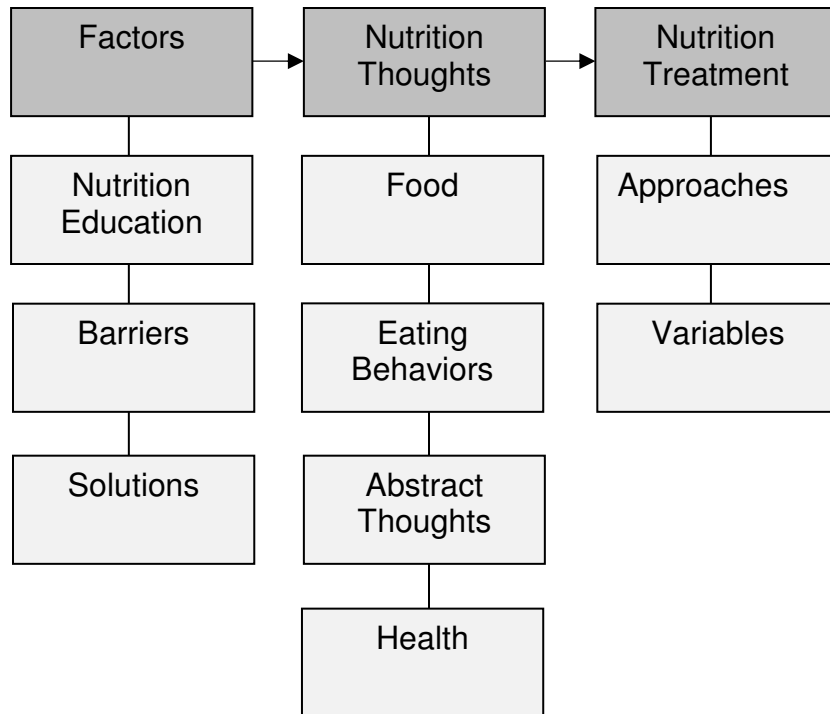 Factors
Nutrition
Thoughts
Nutrition
Treatment
Nutrition
Education
Food
Approaches
Barriers
Eating
Behaviors
Variables
Solutions
Abstract
Thoughts
Health